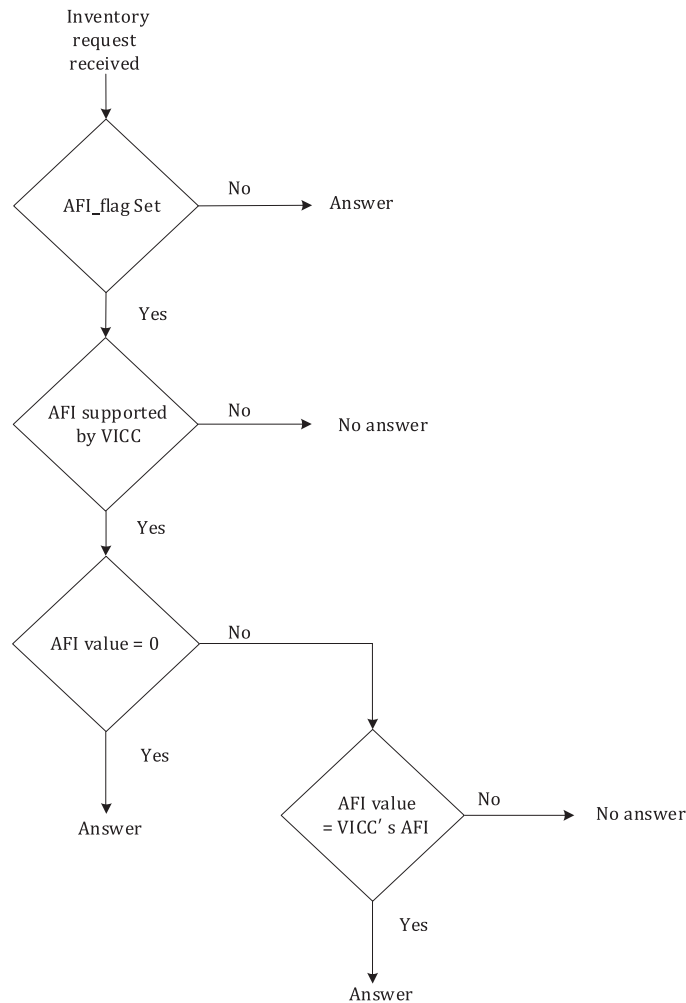 Inventory
request
received
AFI_flag Set
No
Answer
Yes
AFI supported
by VICC
No
No answer
Yes
AFI value = 0
No
Yes
Answer
AFI value
= VICC′ s AFI
No
No answer
Yes
Answer